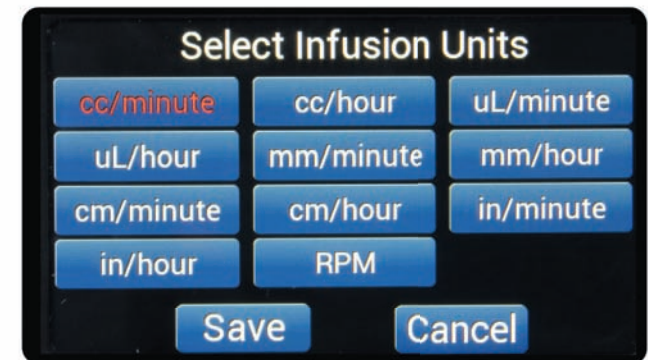 Select Infusion Units
cc/minute cc/hour uL/minute
uL/hour mm/minute mm/hour
cm/minute cm/hour in/minute
in/hour RPM
Save Cancel